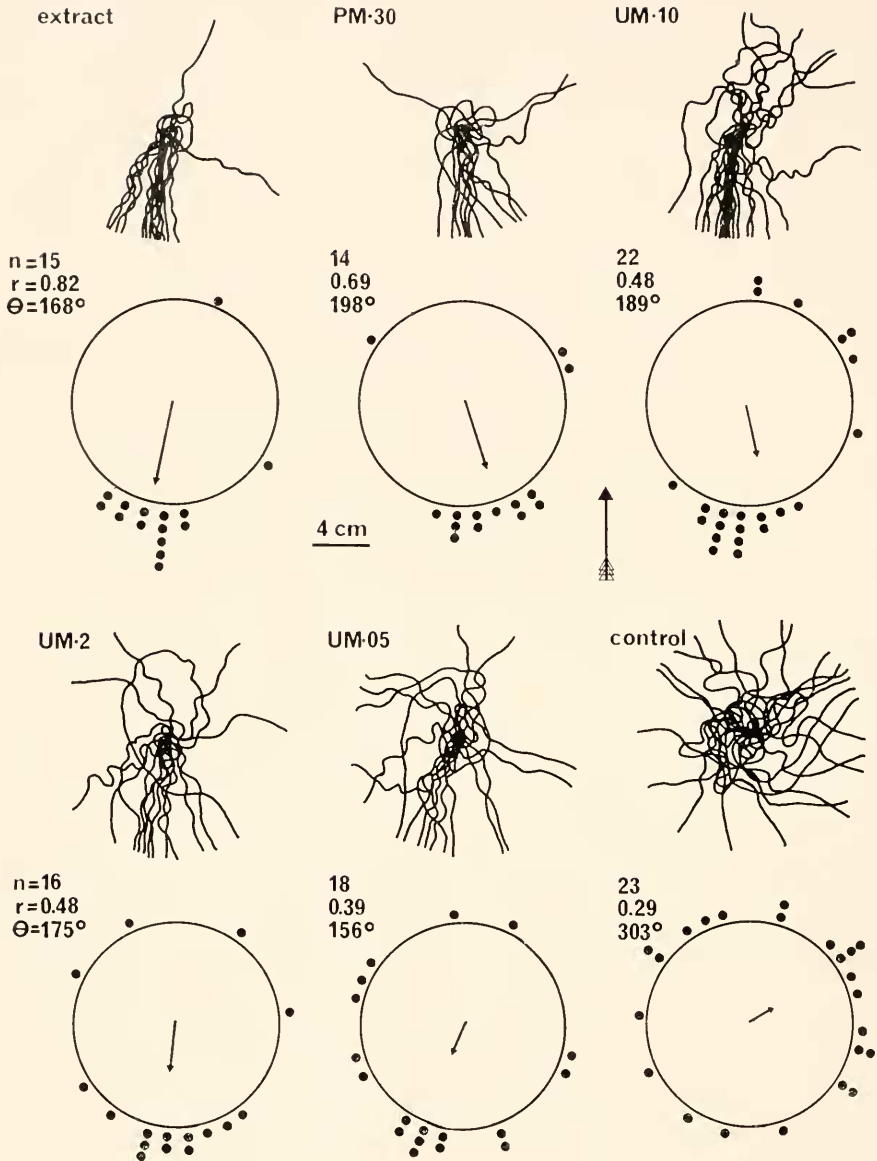 extract
PM·30
UM·10
n=15
r=0.82
Θ=168°
14
0.69
198°
22
0.48
189°
4 cm
UM·2
UM·05
control
n=16
r=0.48
Θ=175°
18
0.39
156°
23
0.29
303°